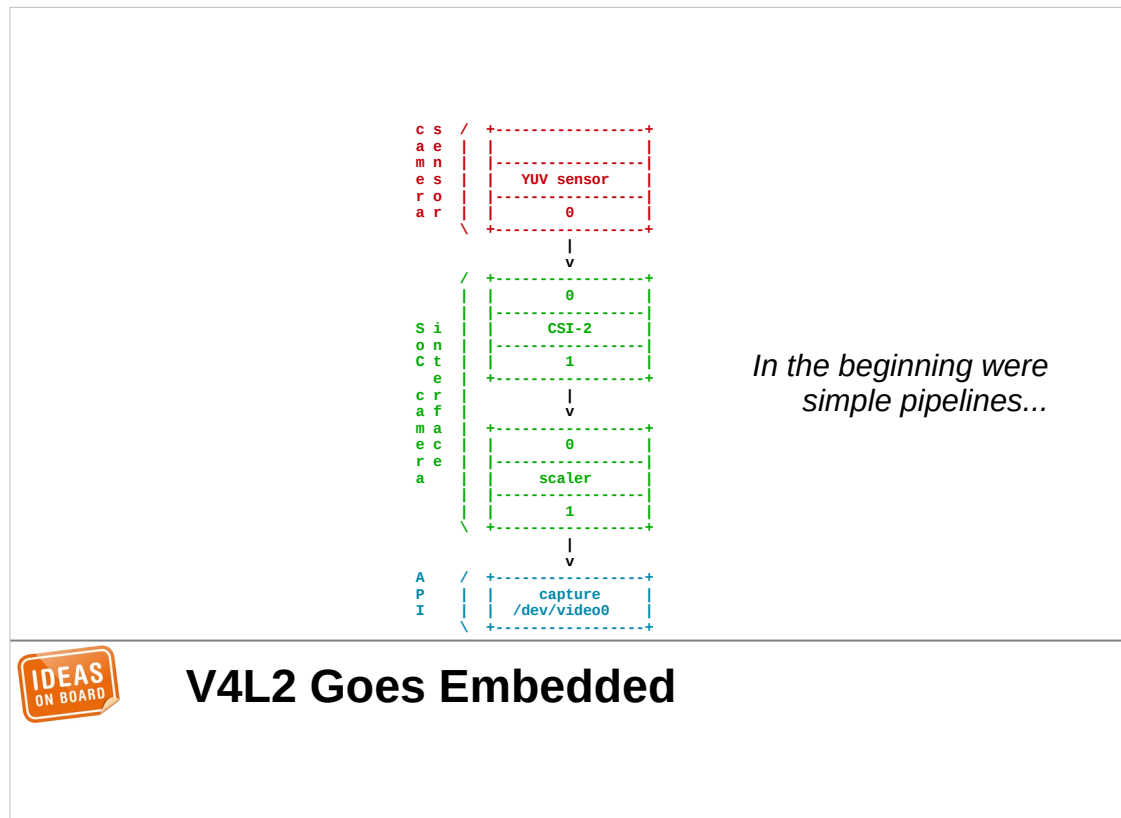 c s / +-----------------+
a e | |                 |
m n | |-----------------|
e s | |   YUV sensor    |
r o | |-----------------|
a r | |        0        |
    \ +-----------------+
               |
               v
    / +-----------------+
    | |        0        |
    | |-----------------|
S i | |      CSI-2      |
o n | |-----------------|
C t | |        1        |
  e | +-----------------+
c r |          |
a f |          v
m a | +-----------------+
e c | |        0        |
r e | |-----------------|
a   | |     scaler      |
    | |-----------------|
    | |        1        |
    \ +-----------------+
               |
               v
A   / +-----------------+
P   | |     capture     |
I   | |  /dev/video0    |
    \ +-----------------+
In the beginning were
simple pipelines...
IDEAS
ON BOARD
V4L2 Goes Embedded